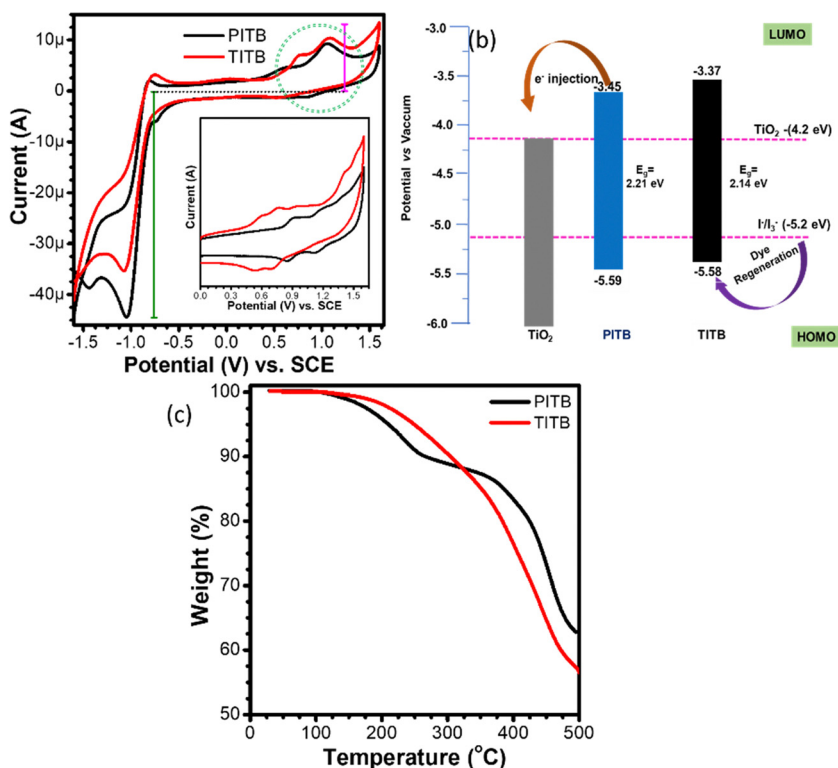 10µ
0
-10µ
-20µ
-30µ
-40µ
Current (A)
PITB
TITB
Current (A)
0.0 0.3 0.6 0.9 1.2 1.5
Potential (V) vs. SCE
-1.5 -1.0 -0.5 0.0 0.5 1.0 1.5
Potential (V) vs. SCE
(b)
LUMO
-3.0
-3.5
-4.0
-4.5
-5.0
-5.5
-6.0
Potential vs Vaccum
e- injection
-3.45
-3.37
TiO2 -(4.2 eV)
Eg=
2.21 eV
Eg=
2.14 eV
I-/I3- (-5.2 eV)
Dye
Regeneration
-5.59
-5.58
TiO2
PITB
TITB
HOMO
(c)
100
90
80
70
60
50
Weight (%)
PITB
TITB
0 100 200 300 400 500
Temperature (oC)